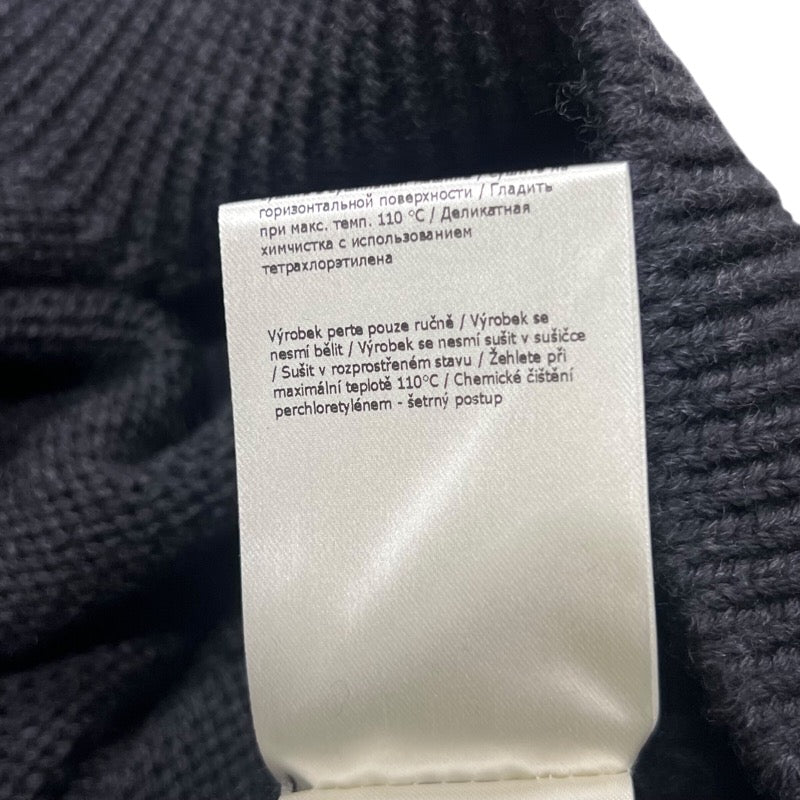 горизонтальной поверхности / Гладить
при макс. темп. 110 °C / Деликатная
химчистка с использованием
тетрахлорэтилена
Výrobek perte pouze ručně / Výrobek se
nesmí bělit / Výrobek se nesmí sušit v sušičce
/ Sušit v rozprostřeném stavu / Žehlete při
maximální teplotě 110°C / Chemické čištění
perchloretylénem - šetrný postup